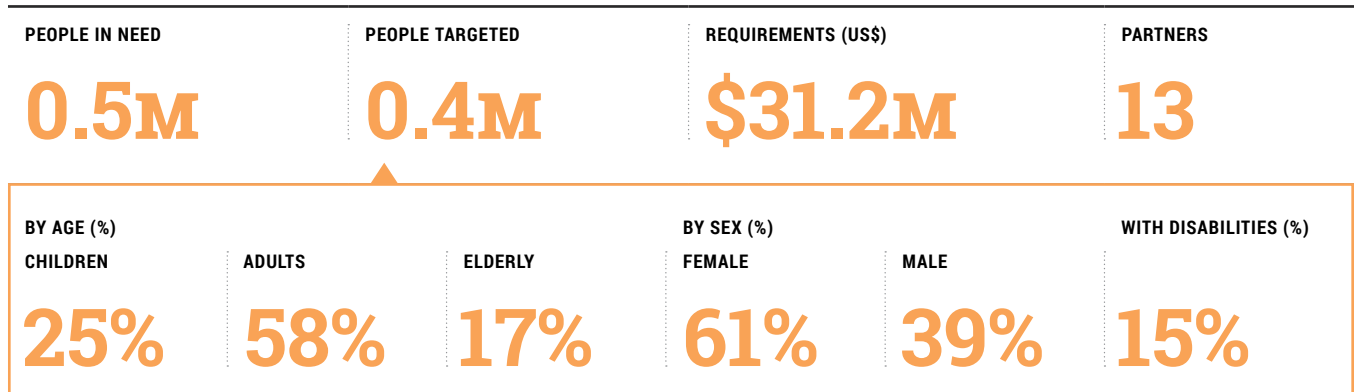 PEOPLE IN NEED PEOPLE TARGETED REQUIREMENTS (US$) PARTNERS
0.5M 0.4M $31.2M 13
BY AGE (%) BY SEX (%) WITH DISABILITIES (%)
CHILDREN ADULTS ELDERLY FEMALE MALE
25% 58% 17% 61% 39% 15%